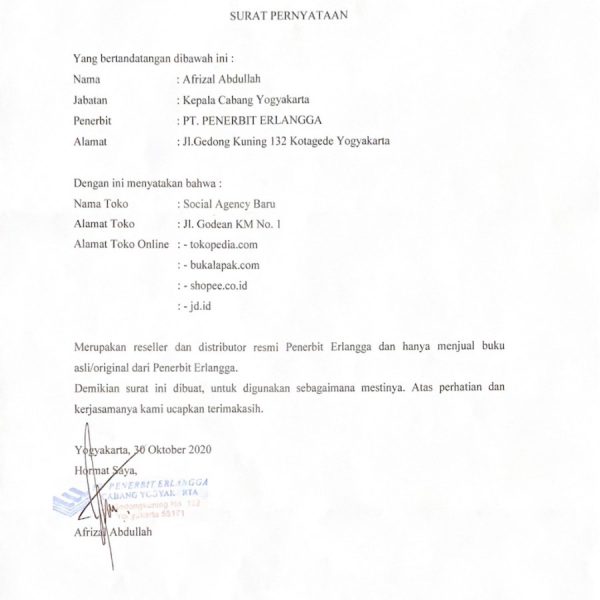 SURAT PERNYATAAN
Yang bertandatangan dibawah ini :
Nama : Afrizal Abdullah
Jabatan : Kepala Cabang Yogyakarta
Penerbit : PT. PENERBIT ERLANGGA
Alamat : Jl.Gedong Kuning 132 Kotagede Yogyakarta
Dengan ini menyatakan bahwa :
Nama Toko : Social Agency Baru
Alamat Toko : Jl. Godean KM No. 1
Alamat Toko Online : - tokopedia.com
: - bukalapak.com
: - shopee.co.id
: - jd.id
Merupakan reseller dan distributor resmi Penerbit Erlangga dan hanya menjual buku
asli/original dari Penerbit Erlangga.
Demikian surat ini dibuat, untuk digunakan sebagaimana mestinya. Atas perhatian dan
kerjasamanya kami ucapkan terimakasih.
Yogyakarta, 30 Oktober 2020
Hormat Saya,
PENERBIT ERLANGGA
CABANG YOGYAKARTA
No. 132
55171
Afrizal Abdullah